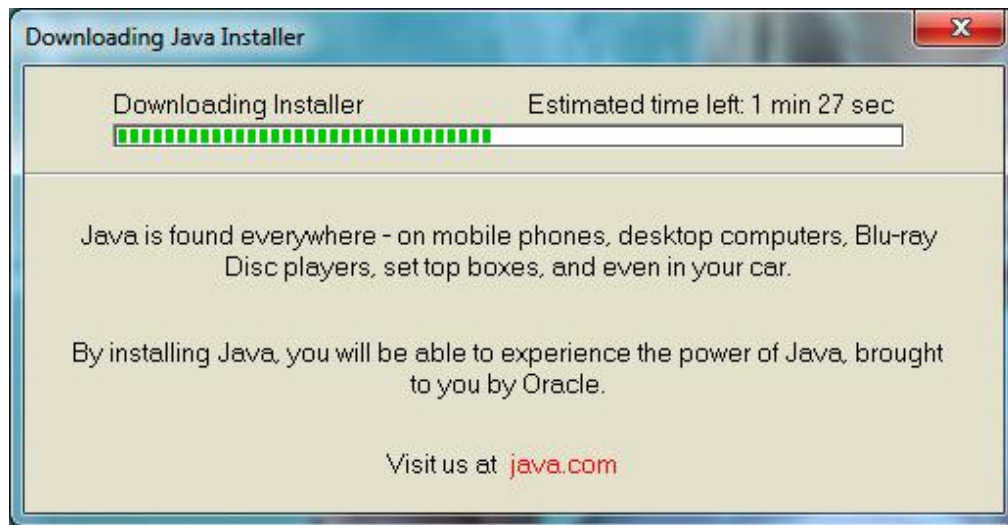 Downloading Java Installer
Downloading Installer
Estimated time left: 1 min 27 sec
Java is found everywhere - on mobile phones, desktop computers, Blu-ray
Disc players, set top boxes, and even in your car.
By installing Java, you will be able to experience the power of Java, brought
to you by Oracle.
Visit us at java.com